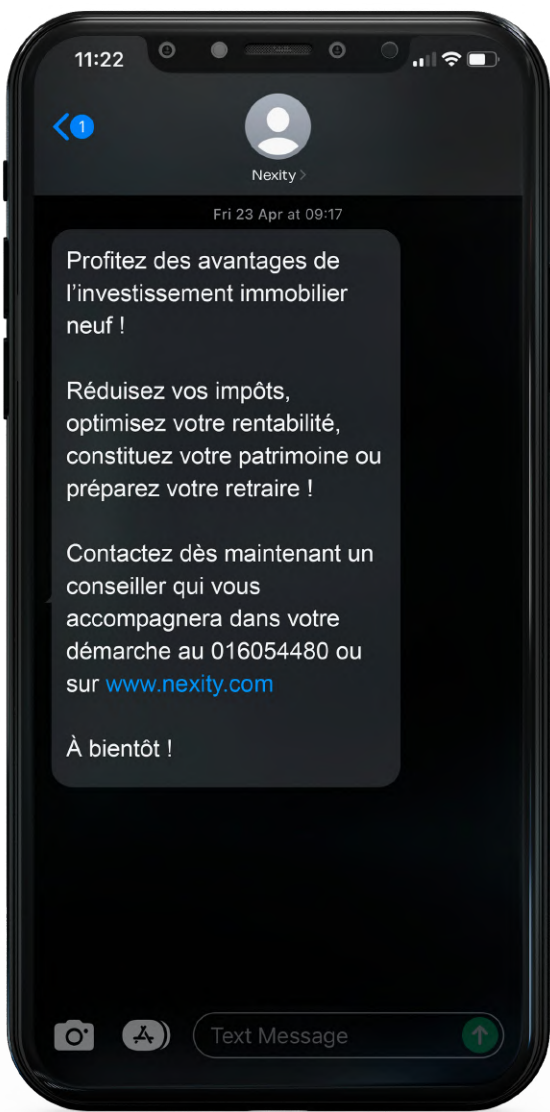 11:22
1
Nexity
Fri 23 Apr at 09:17
Profitez des avantages de
l'investissement immobilier
neuf !
Réduisez vos impôts,
optimisez votre rentabilité,
constituez votre patrimoine ou
préparez votre retraire !
Contactez dès maintenant un
conseiller qui vous
accompagnera dans votre
démarche au 016054480 ou
sur www.nexity.com
À bientôt !
Text Message